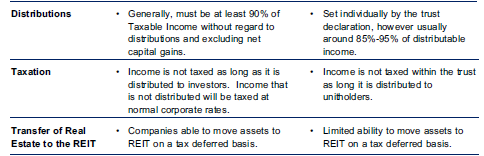 Distributions
• Generally, must be at least 90% of
Taxable Income without regard to
distributions and excluding net
capital gains.
• Set individually by the trust
declaration, however usually
around 85%-95% of distributable
income.
Taxation
• Income is not taxed as long as it is
distributed to investors. Income that
is not distributed will be taxed at
normal corporate rates.
• Income is not taxed within the trust
as long it is distributed to
unitholders.
Transfer of Real
Estate to the REIT
• Companies able to move assets to
REIT on a tax deferred basis.
• Limited ability to move assets to
REIT on a tax deferred basis.